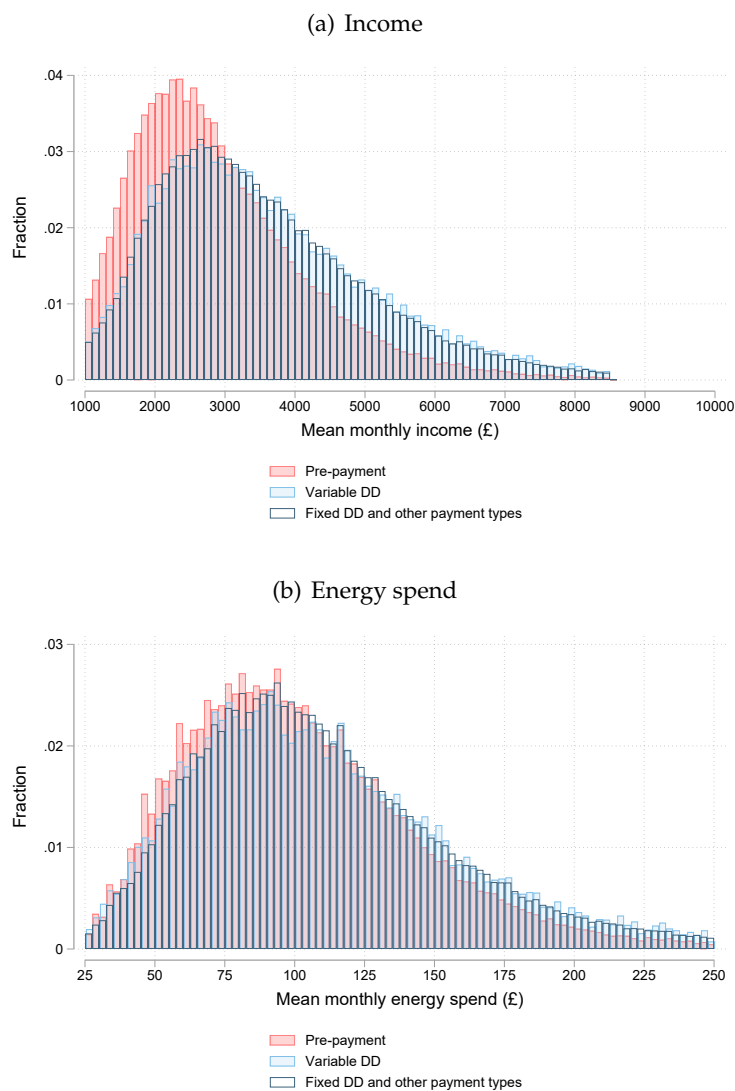 (a) Income
.04
.03
.02
.01
0
Fraction
1000 2000 3000 4000 5000 6000 7000 8000 9000 10000
Mean monthly income (£)
Pre-payment
Variable DD
Fixed DD and other payment types
(b) Energy spend
.03
.02
.01
0
Fraction
25 50 75 100 125 150 175 200 225 250
Mean monthly energy spend (£)
Pre-payment
Variable DD
Fixed DD and other payment types